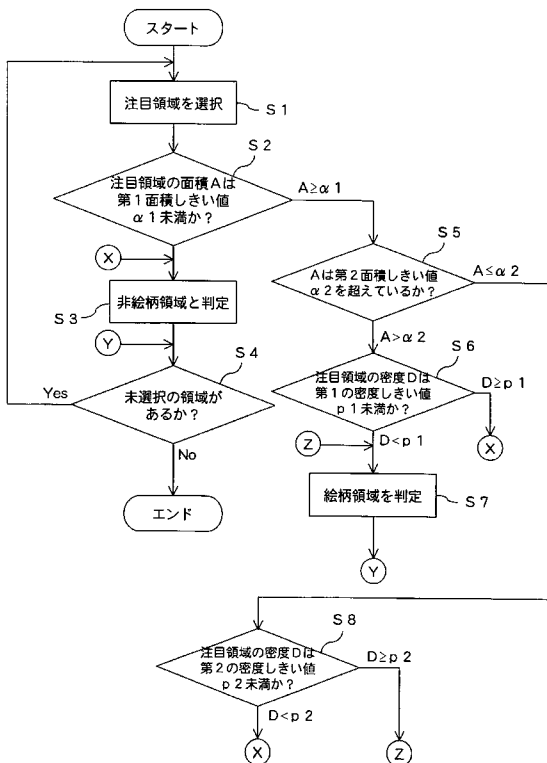 スタート
注目領域を選択
S1
S2
注目領域の面積Aは
第1面積しきい値
α1未満か?
A≥α1
X
S5
Aは第2面積しきい値
α2を超えているか?
A≤α2
非絵柄領域と判定
S3
Y
A>α2
S4
S6
未選択の領域が
あるか?
Yes
No
注目領域の密度Dは
第1の密度しきい値
p1未満か?
D≥p1
X
Z
D<p1
エンド
絵柄領域を判定
S7
Y
S8
注目領域の密度Dは
第2の密度しきい値
p2未満か?
D≥p2
D<p2
X
Z